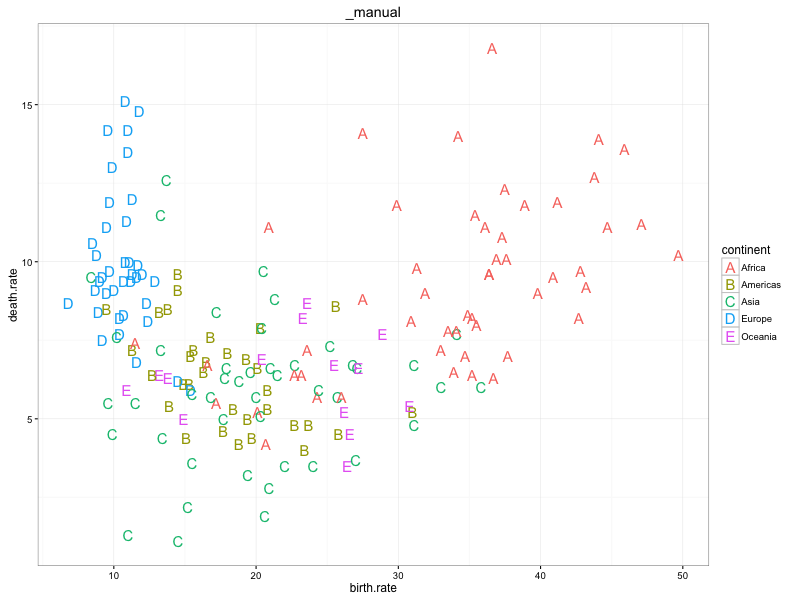 _manual
death.rate
15
10
5
10 20 30 40 50
birth.rate
continent
A Africa
B Americas
C Asia
D Europe
E Oceania